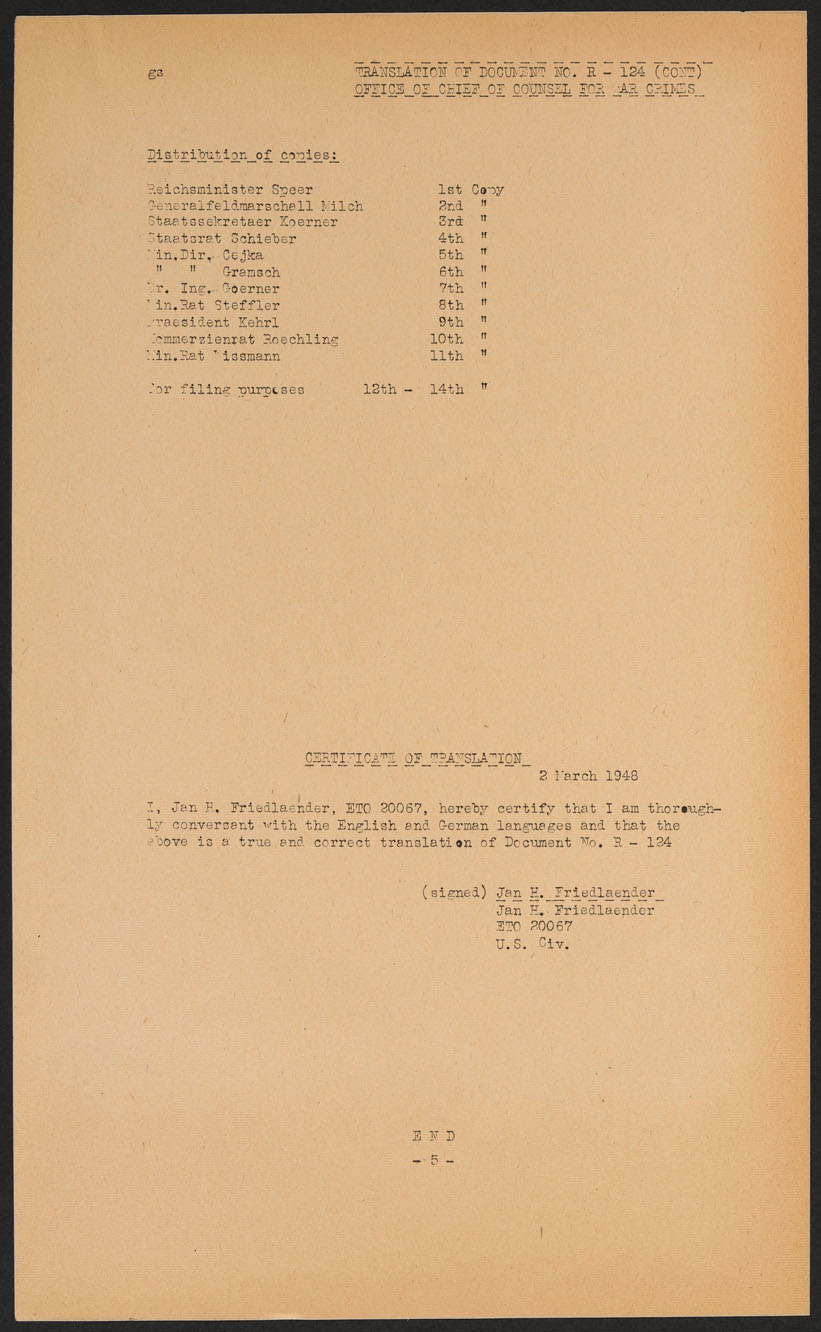 gs
TRANSLATION OF DOCUMENT NO. R - 124 (CONT)
OFFICE OF CHIEF OF COUNSEL FOR WAR CRIMES
Distribution of copies:
Reichsminister Speer 1st Copy
Generalfeldmarschall Milch 2nd "
Staatssekretaer Koerner 3rd "
Staatsrat Schieber 4th "
Min.Dir. Cejka 5th "
" " Gramsch 6th "
Dr. Ing. Goerner 7th "
Min.Rat Steffler 8th "
Praesident Kehrl 9th "
Kommerzienrat Roechling 10th "
Min.Rat Wissmann 11th "
For filing purposes 12th - 14th "
CERTIFICATE OF TRANSLATION
2 March 1948
I, Jan H. Friedlaender, ETO 20067, hereby certify that I am thorough-
ly conversant with the English and German languages and that the
above is a true and correct translation of Document No. R - 124
(signed) Jan H. Friedlaender
Jan H. Friedlaender
ETO 20067
U.S. Civ.
E N D
- 5 -